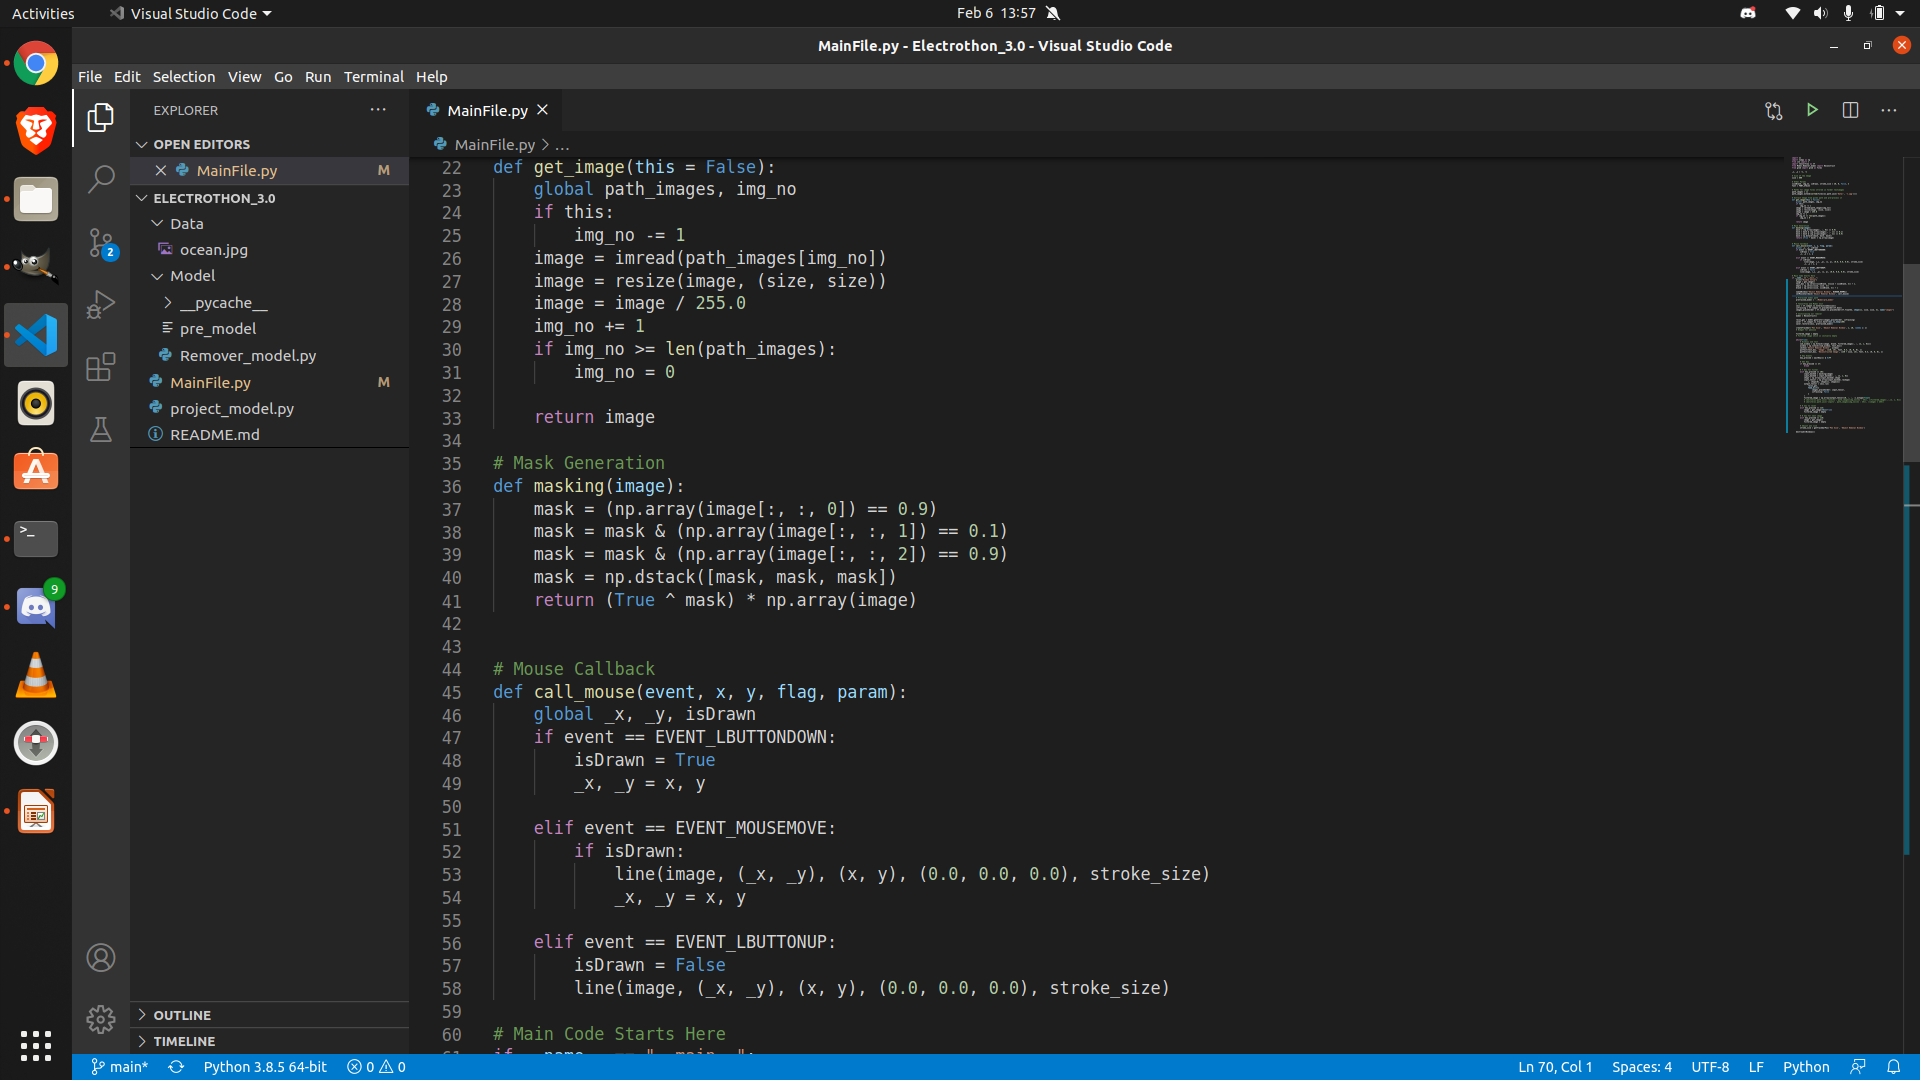 Activities
Visual Studio Code
Feb 6 13:57
MainFile.py - Electrothon_3.0 - Visual Studio Code
File Edit Selection View Go Run Terminal Help
EXPLORER
OPEN EDITORS
MainFile.py M
ELECTROTHON_3.0
Data
ocean.jpg
Model
__pycache__
pre_model
Remover_model.py
MainFile.py M
project_model.py
README.md
OUTLINE
TIMELINE
2
9
MainFile.py
MainFile.py > ...
22 def get_image(this = False):
23     global path_images, img_no
24     if this:
25         img_no -= 1
26     image = imread(path_images[img_no])
27     image = resize(image, (size, size))
28     image = image / 255.0
29     img_no += 1
30     if img_no >= len(path_images):
31         img_no = 0
32
33     return image
34
35 # Mask Generation
36 def masking(image):
37     mask = (np.array(image[:, :, 0]) == 0.9)
38     mask = mask & (np.array(image[:, :, 1]) == 0.1)
39     mask = mask & (np.array(image[:, :, 2]) == 0.9)
40     mask = np.dstack([mask, mask, mask])
41     return (True ^ mask) * np.array(image)
42
43
44 # Mouse Callback
45 def call_mouse(event, x, y, flag, param):
46     global _x, _y, isDrawn
47     if event == EVENT_LBUTTONDOWN:
48         isDrawn = True
49         _x, _y = x, y
50
51     elif event == EVENT_MOUSEMOVE:
52         if isDrawn:
53             line(image, (_x, _y), (x, y), (0.0, 0.0, 0.0), stroke_size)
54             _x, _y = x, y
55
56     elif event == EVENT_LBUTTONUP:
57         isDrawn = False
58         line(image, (_x, _y), (x, y), (0.0, 0.0, 0.0), stroke_size)
59
60 # Main Code Starts Here
main*
Python 3.8.5 64-bit
0 0
Ln 70, Col 1
Spaces: 4
UTF-8
LF
Python